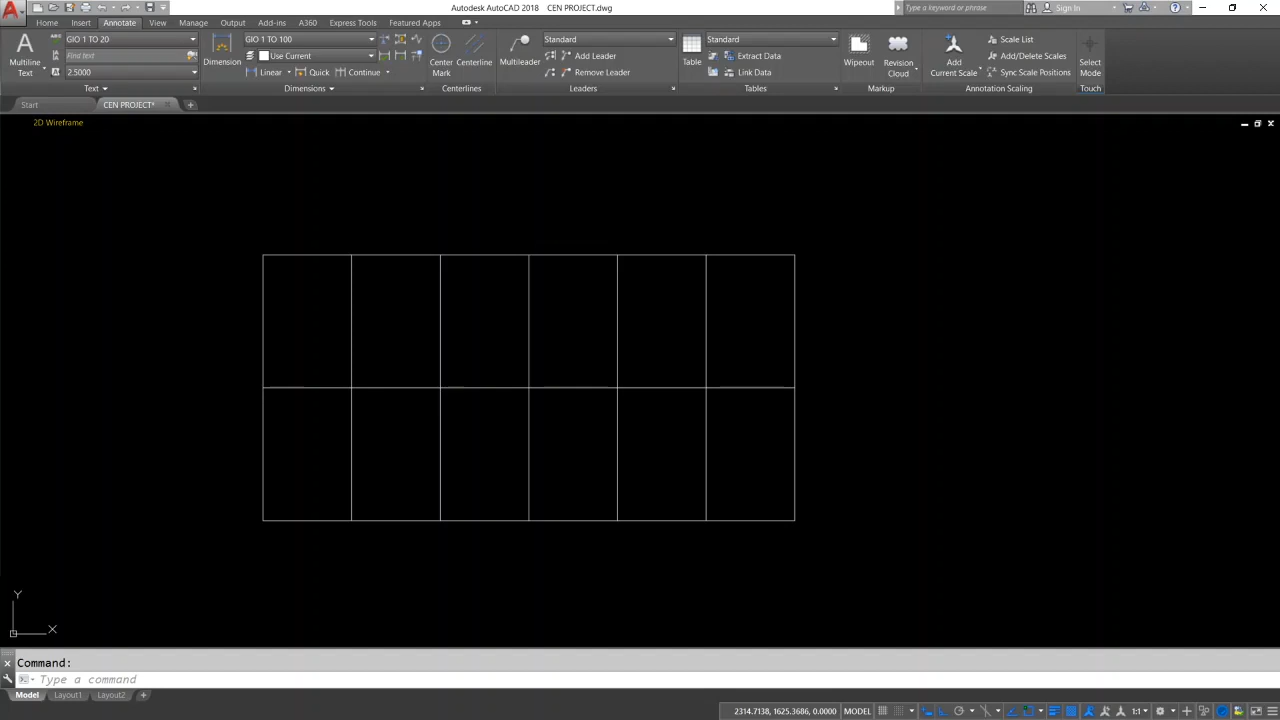 Autodesk AutoCAD 2018 CEN PROJECT.dwg
Type a keyword or phrase
Sign In
Home Insert Annotate View Manage Output Add-ins A360 Express Tools Featured Apps
A
Multiline
Text
ABC
GIO 1 TO 20
Find text
2.5000
Text
Dimension
GIO 1 TO 100
Use Current
Linear Quick Continue
Dimensions
Center
Mark
Centerline
Centerlines
Multileader
Standard
Add Leader
Remove Leader
Leaders
Table
Standard
Extract Data
Link Data
Tables
Wipeout
Revision
Cloud
Markup
Add
Current Scale
Scale List
Add/Delete Scales
Sync Scale Positions
Annotation Scaling
Select
Mode
Touch
Start CEN PROJECT*
2D Wireframe
Y
X
Command:
Type a command
Model Layout1 Layout2
2314.7138, 1625.3686, 0.0000 MODEL 1:1